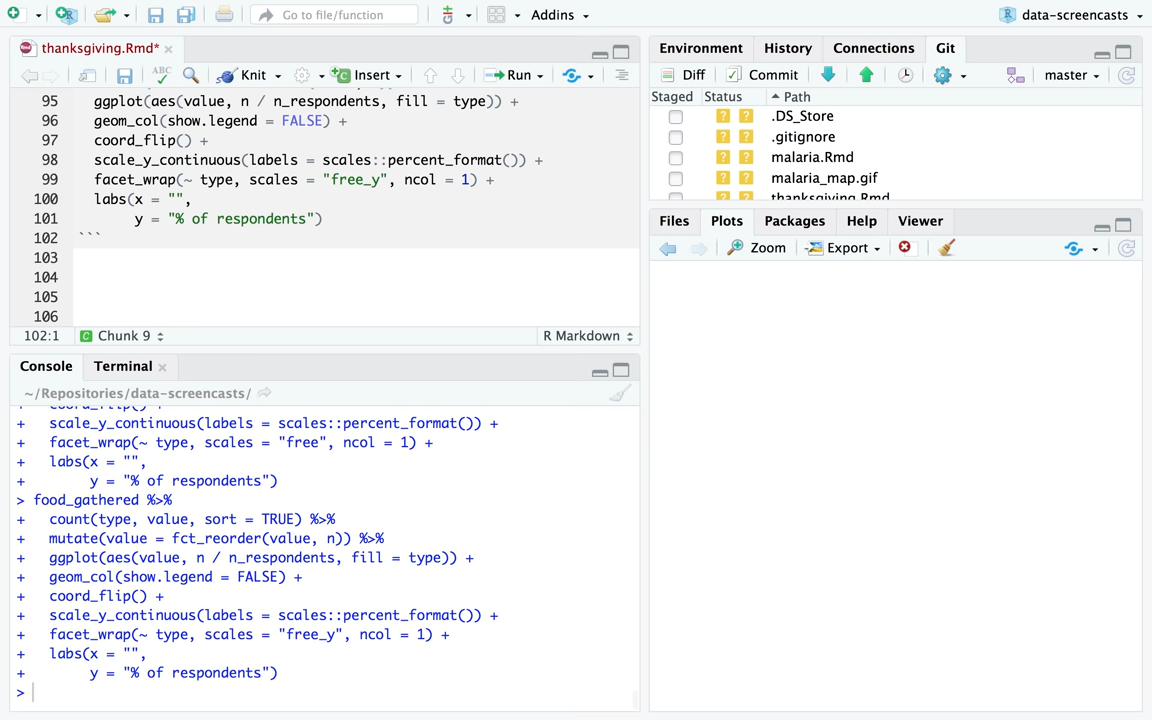 Go to file/function
Addins
data-screencasts
thanksgiving.Rmd*
Environment History Connections Git
ABC Knit Insert Run
Diff Commit master
Staged Status Path
95 ggplot(aes(value, n / n_respondents, fill = type)) +
96 geom_col(show.legend = FALSE) +
97 coord_flip() +
98 scale_y_continuous(labels = scales::percent_format()) +
99 facet_wrap(~ type, scales = "free_y", ncol = 1) +
100 labs(x = "",
101 y = "% of respondents")
102 ```
103
104
105
106
.DS_Store
.gitignore
malaria.Rmd
malaria_map.gif
thanksgiving.Rmd
Files Plots Packages Help Viewer
Zoom Export
102:1 Chunk 9 R Markdown
Console Terminal
~/Repositories/data-screencasts/
+ coord_flip() +
+ scale_y_continuous(labels = scales::percent_format()) +
+ facet_wrap(~ type, scales = "free", ncol = 1) +
+ labs(x = "",
+ y = "% of respondents")
> food_gathered %>%
+ count(type, value, sort = TRUE) %>%
+ mutate(value = fct_reorder(value, n)) %>%
+ ggplot(aes(value, n / n_respondents, fill = type)) +
+ geom_col(show.legend = FALSE) +
+ coord_flip() +
+ scale_y_continuous(labels = scales::percent_format()) +
+ facet_wrap(~ type, scales = "free_y", ncol = 1) +
+ labs(x = "",
+ y = "% of respondents")
>